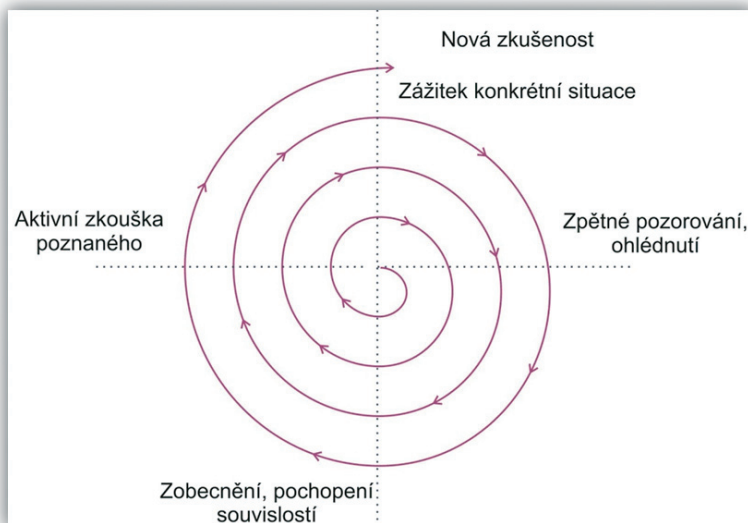 Nová zkušenost
Zážitek konkrétní situace
Aktivní zkouška
poznaného
Zpětné pozorování,
ohlédnutí
Zobecnění, pochopení
souvislostí